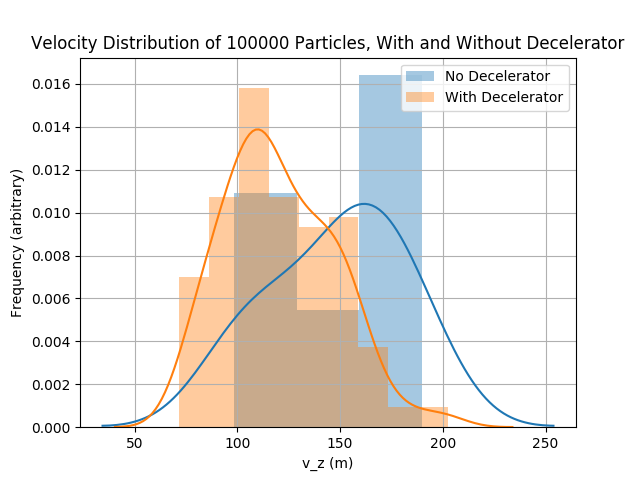 Velocity Distribution of 100000 Particles, With and Without Decelerator
No Decelerator
With Decelerator
0.016
0.014
0.012
0.010
0.008
0.006
0.004
0.002
0.000
Frequency (arbitrary)
50
100
150
200
250
v_z (m)